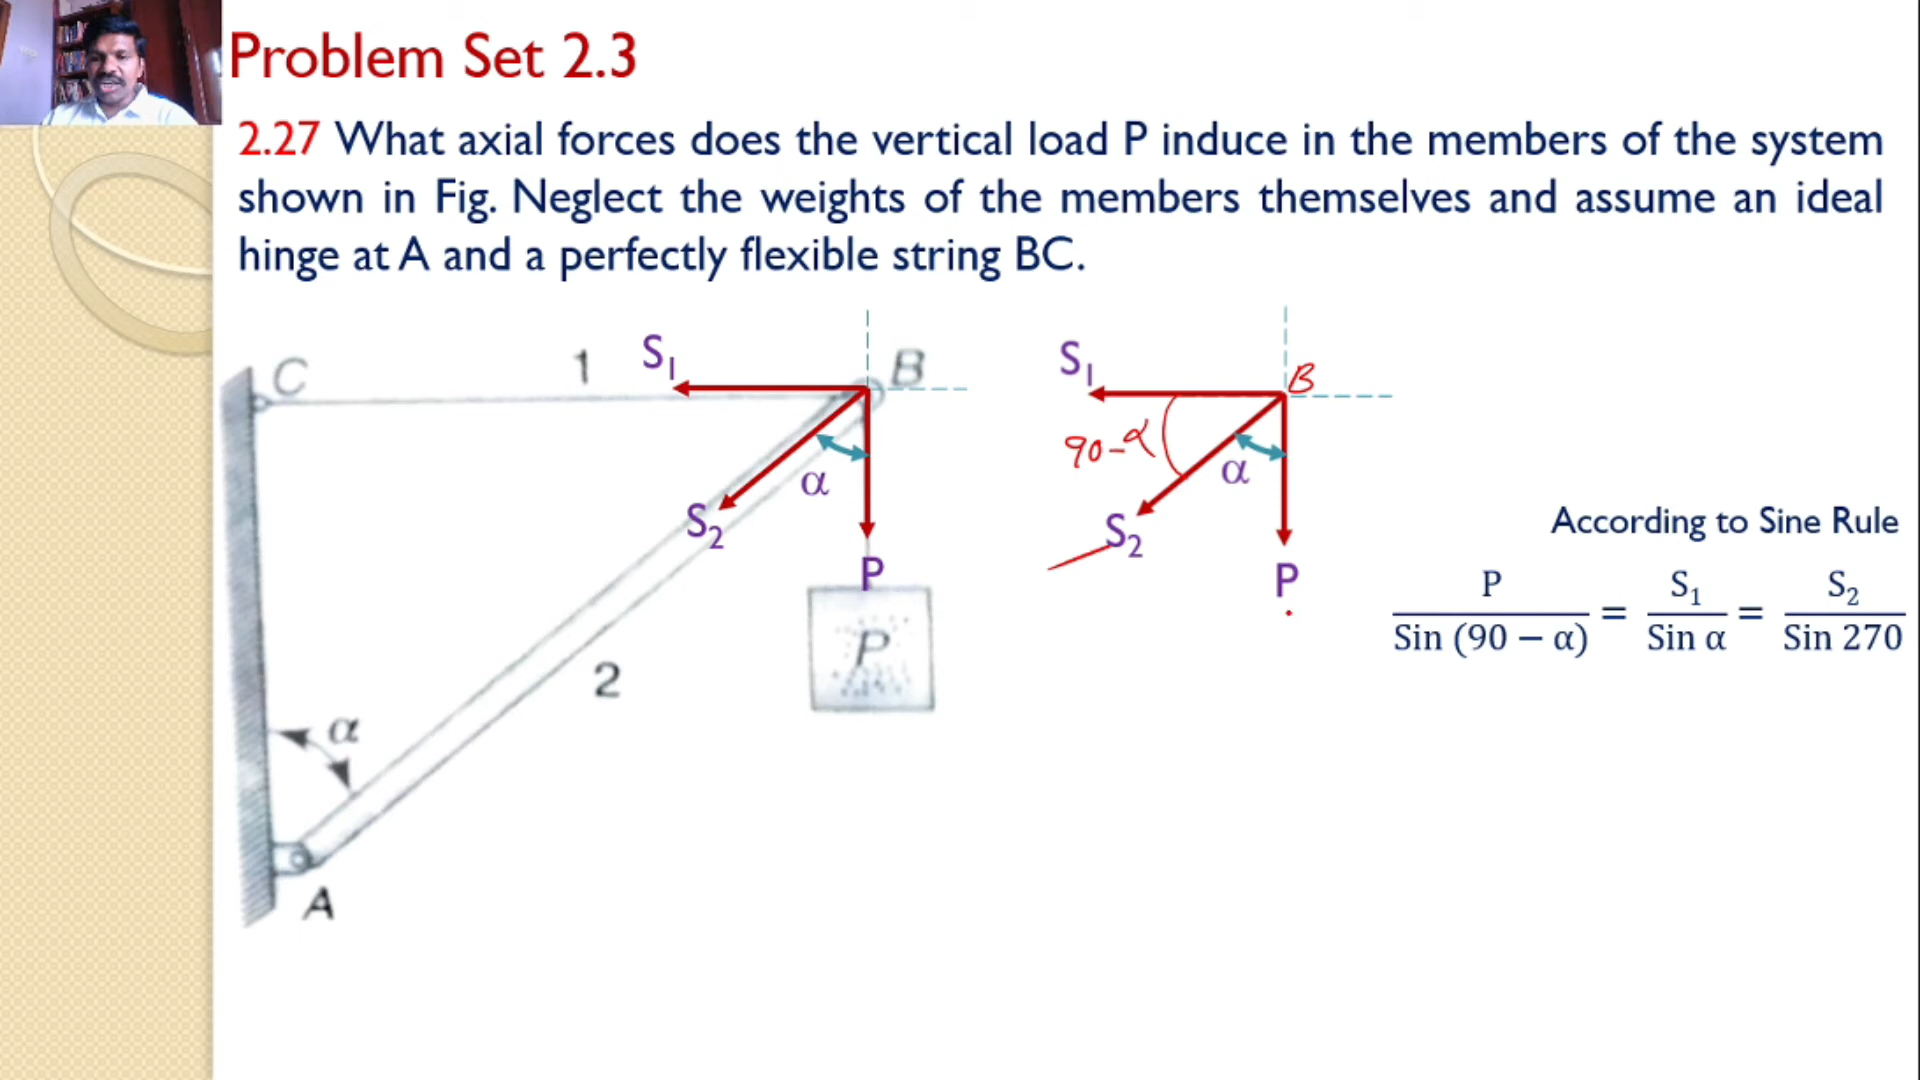 Problem Set 2.3
2.27 What axial forces does the vertical load P induce in the members of the system
shown in Fig. Neglect the weights of the members themselves and assume an ideal
hinge at A and a perfectly flexible string BC.
C
1
S₁
B
S₂
α
P
P
2
α
A
S₁
B
90-α
α
S₂
P
According to Sine Rule
P/Sin (90 − α) = S₁/Sin α = S₂/Sin 270